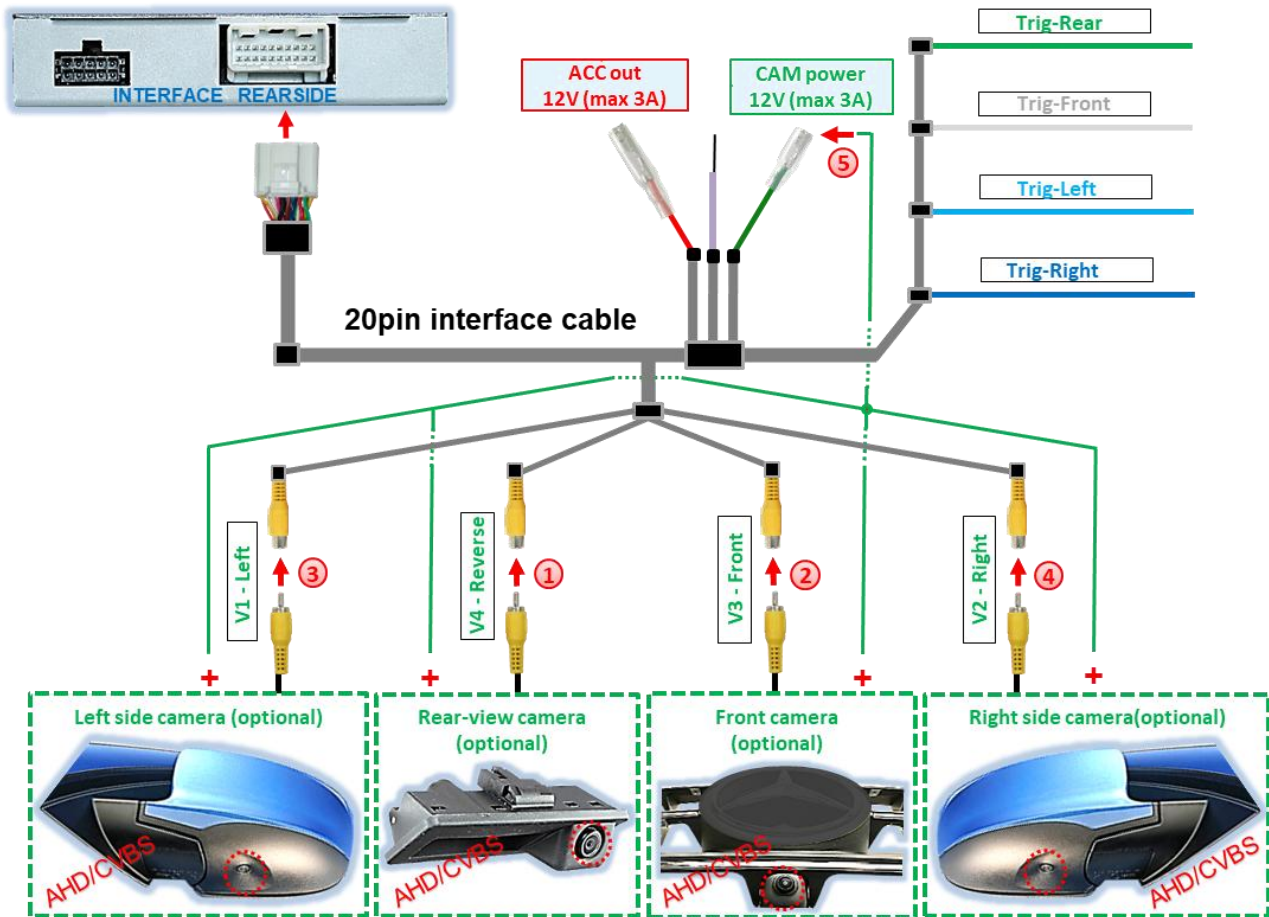 INTERFACE REARSIDE
ACC out
12V (max 3A)
CAM power
12V (max 3A)
5
Trig-Rear
Trig-Front
Trig-Left
Trig-Right
20pin interface cable
V1 - Left
3
V4 - Reverse
1
V3 - Front
2
V2 - Right
4
+
+
+
+
Left side camera (optional)
AHD/CVBS
Rear-view camera
(optional)
AHD/CVBS
Front camera
(optional)
AHD/CVBS
Right side camera(optional)
AHD/CVBS